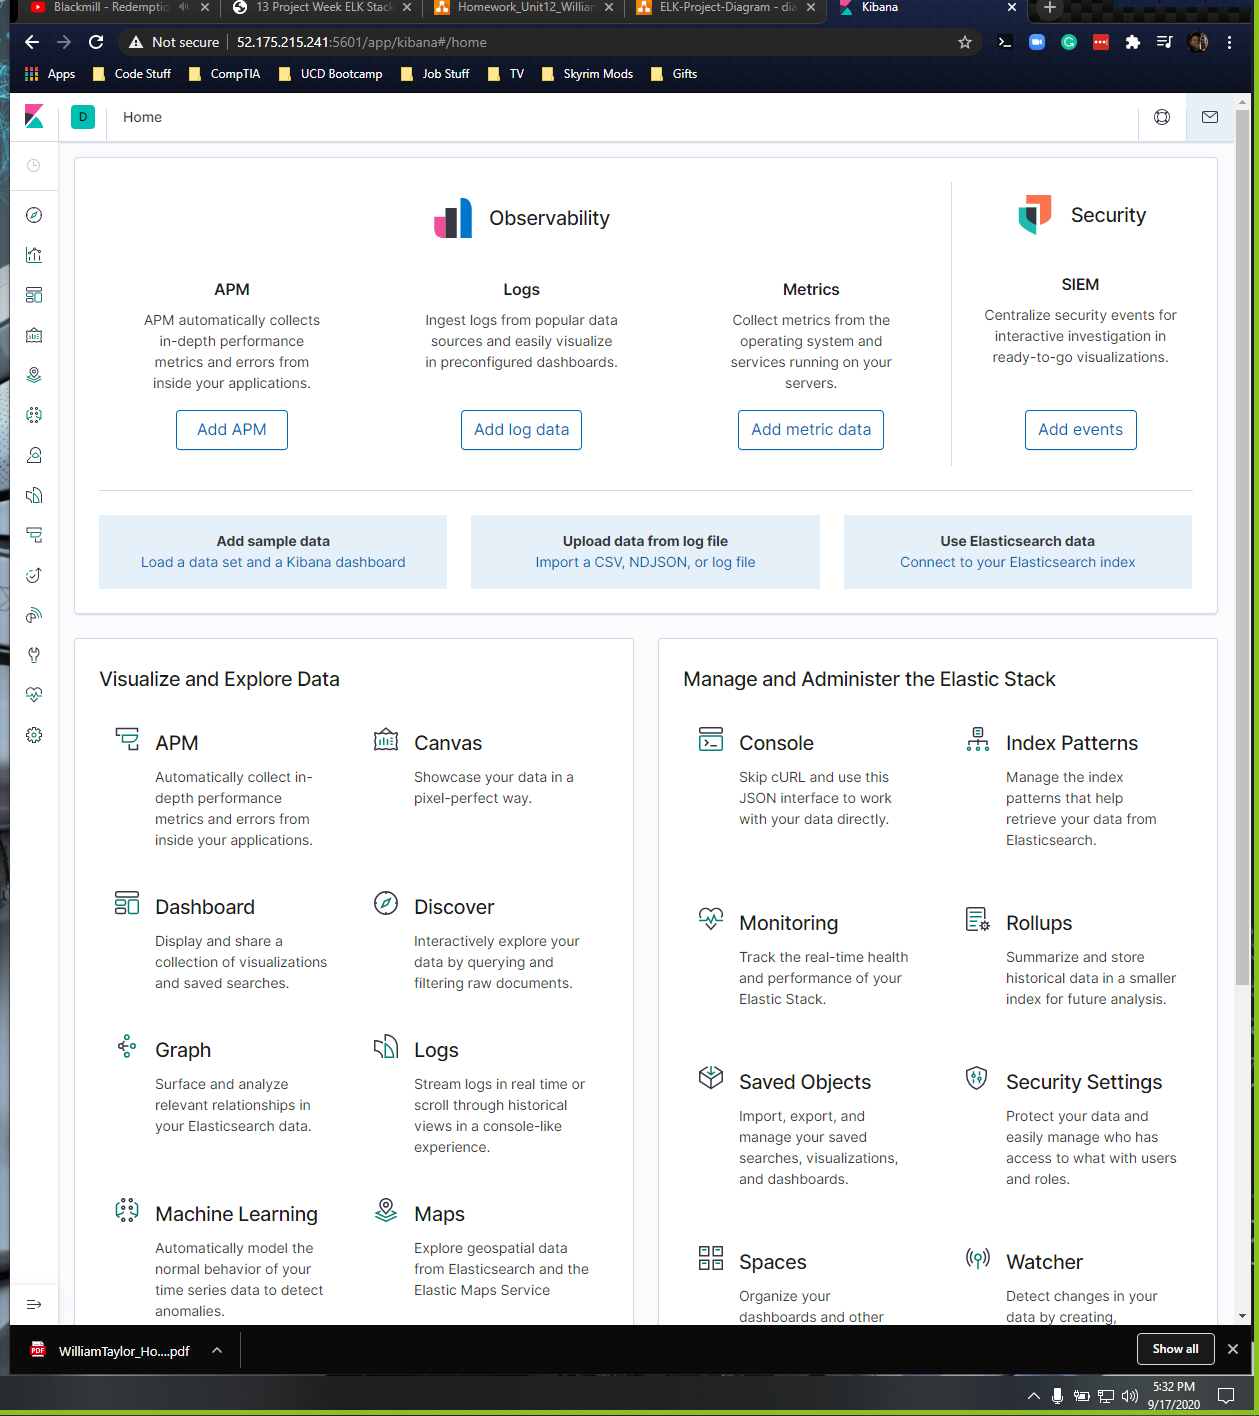 Blackmill - Redemptio
13 Project Week ELK Stack
Homework_Unit12_William
ELK-Project-Diagram - dia
Kibana
Not secure
52.175.215.241:5601/app/kibana#/home
Apps
Code Stuff
CompTIA
UCD Bootcamp
Job Stuff
TV
Skyrim Mods
Gifts
D
Home
Observability
APM
APM automatically collects
in-depth performance
metrics and errors from
inside your applications.
Add APM
Logs
Ingest logs from popular data
sources and easily visualize
in preconfigured dashboards.
Add log data
Metrics
Collect metrics from the
operating system and
services running on your
servers.
Add metric data
Security
SIEM
Centralize security events for
interactive investigation in
ready-to-go visualizations.
Add events
Add sample data
Load a data set and a Kibana dashboard
Upload data from log file
Import a CSV, NDJSON, or log file
Use Elasticsearch data
Connect to your Elasticsearch index
Visualize and Explore Data
APM
Automatically collect in-
depth performance
metrics and errors from
inside your applications.
Canvas
Showcase your data in a
pixel-perfect way.
Dashboard
Display and share a
collection of visualizations
and saved searches.
Discover
Interactively explore your
data by querying and
filtering raw documents.
Graph
Surface and analyze
relevant relationships in
your Elasticsearch data.
Logs
Stream logs in real time or
scroll through historical
views in a console-like
experience.
Machine Learning
Automatically model the
normal behavior of your
time series data to detect
anomalies.
Maps
Explore geospatial data
from Elasticsearch and the
Elastic Maps Service
Manage and Administer the Elastic Stack
Console
Skip cURL and use this
JSON interface to work
with your data directly.
Index Patterns
Manage the index
patterns that help
retrieve your data from
Elasticsearch.
Monitoring
Track the real-time health
and performance of your
Elastic Stack.
Rollups
Summarize and store
historical data in a smaller
index for future analysis.
Saved Objects
Import, export, and
manage your saved
searches, visualizations,
and dashboards.
Security Settings
Protect your data and
easily manage who has
access to what with users
and roles.
Spaces
Organize your
dashboards and other
Watcher
Detect changes in your
data by creating,
PDF
WilliamTaylor_Ho....pdf
Show all
5:32 PM
9/17/2020